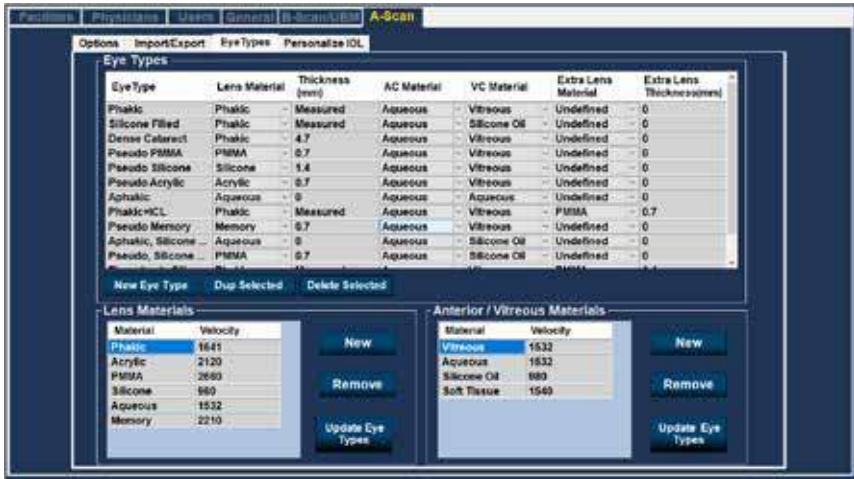 Facilities Physicians Users General B-Scan/UBM A-Scan
Options Import/Export Eye Types Personalize IOL
Eye Types
Eye Type Lens Material Thickness (mm) AC Material VC Material Extra Lens Material Extra Lens Thickness(mm)
Phakic Phakic Measured Aqueous Vitreous Undefined 0
Silicone Filled Phakic Measured Aqueous Silicone Oil Undefined 0
Dense Cataract Phakic 4.7 Aqueous Vitreous Undefined 0
Pseudo PMMA PMMA 0.7 Aqueous Vitreous Undefined 0
Pseudo Silicone Silicone 1.4 Aqueous Vitreous Undefined 0
Pseudo Acrylic Acrylic 0.7 Aqueous Vitreous Undefined 0
Aphakic Aqueous 0 Aqueous Aqueous Undefined 0
Phakic+ICL Phakic Measured Aqueous Vitreous PMMA 0.7
Pseudo Memory Memory 0.7 Aqueous Vitreous Undefined 0
Aphakic, Silicone ... Aqueous 0 Aqueous Silicone Oil Undefined 0
Pseudo, Silicone ... PMMA 0.7 Aqueous Silicone Oil Undefined 0
New Eye Type Dup Selected Delete Selected
Lens Materials Anterior / Vitreous Materials
Material Velocity Material Velocity
Phakic 1641 New Vitreous 1532 New
Acrylic 2120 Aqueous 1532
PMMA 2660 Silicone Oil 980
Silicone 980 Remove Soft Tissue 1540 Remove
Aqueous 1532
Memory 2210 Update Eye Types Update Eye Types